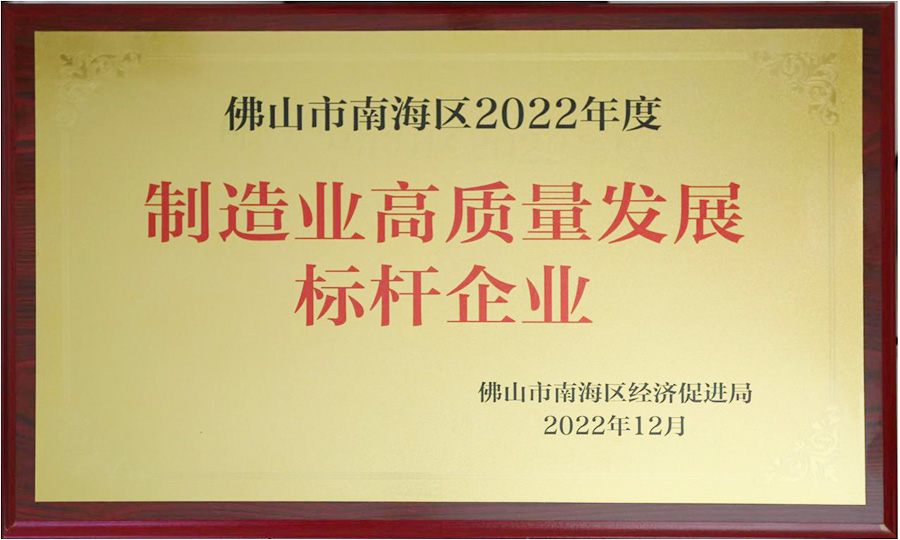 佛山市南海区2022年度
制造业高质量发展
标杆企业
佛山市南海区经济促进局
2022年12月